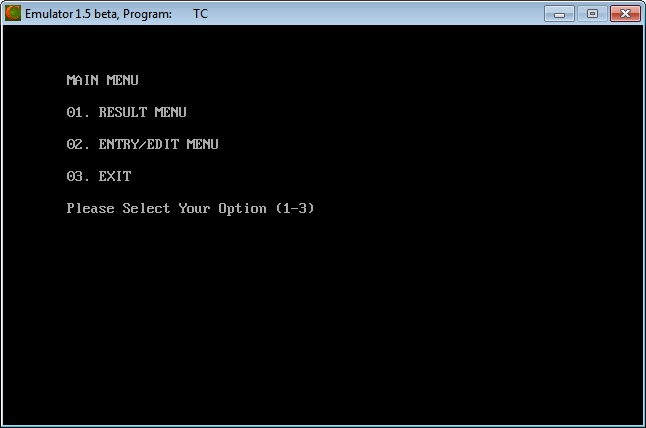 Emulator 1.5 beta, Program: TC
MAIN MENU
01. RESULT MENU
02. ENTRY/EDIT MENU
03. EXIT
Please Select Your Option (1-3)